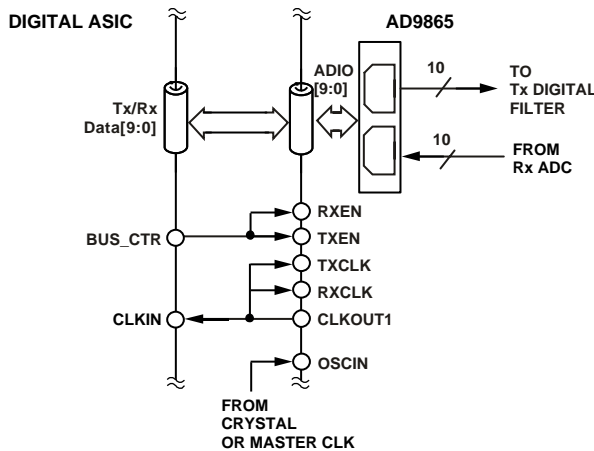 DIGITAL ASIC
AD9865
ADIO
[9:0]
10
TO
Tx DIGITAL
FILTER
Tx/Rx
Data[9:0]
10
FROM
Rx ADC
RXEN
BUS_CTR
TXEN
TXCLK
RXCLK
CLKIN
CLKOUT1
OSCIN
FROM
CRYSTAL
OR MASTER CLK